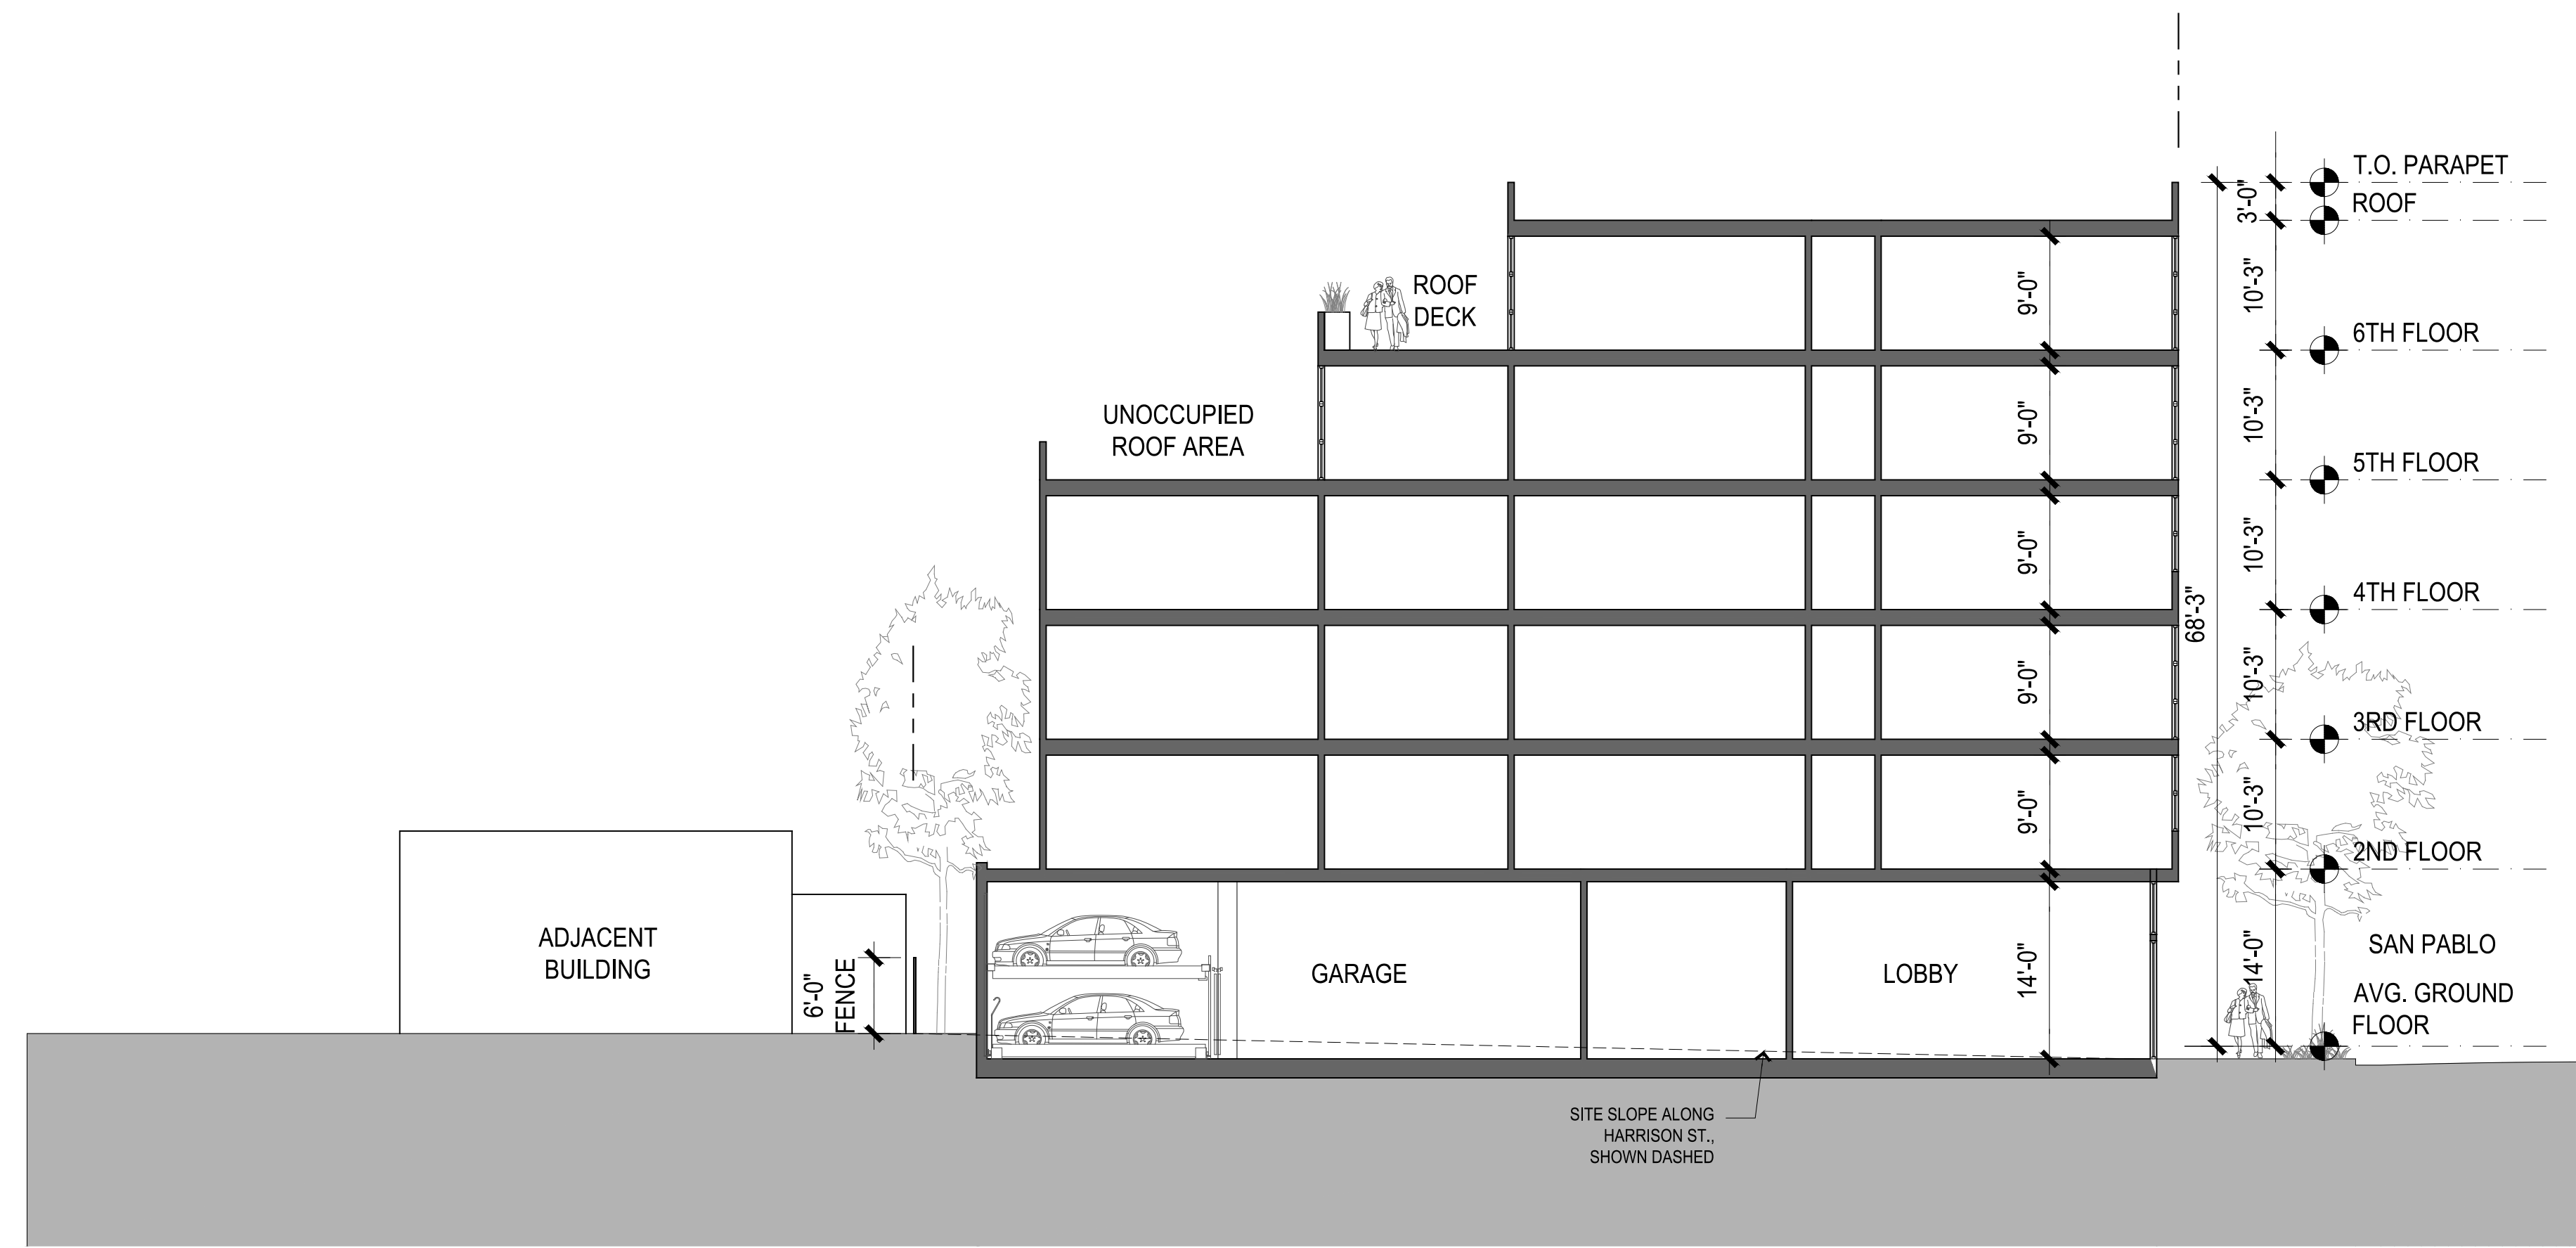 T.O. PARAPET
3'-0"
ROOF
10'-3"
9'-0"
ROOF
DECK
6TH FLOOR
10'-3"
9'-0"
UNOCCUPIED
ROOF AREA
5TH FLOOR
10'-3"
9'-0"
4TH FLOOR
68'-3"
10'-3"
9'-0"
3RD FLOOR
10'-3"
9'-0"
2ND FLOOR
ADJACENT
BUILDING
6'-0"
FENCE
GARAGE
LOBBY
14'-0"
14'-0"
SAN PABLO
AVG. GROUND
FLOOR
SITE SLOPE ALONG
HARRISON ST.,
SHOWN DASHED